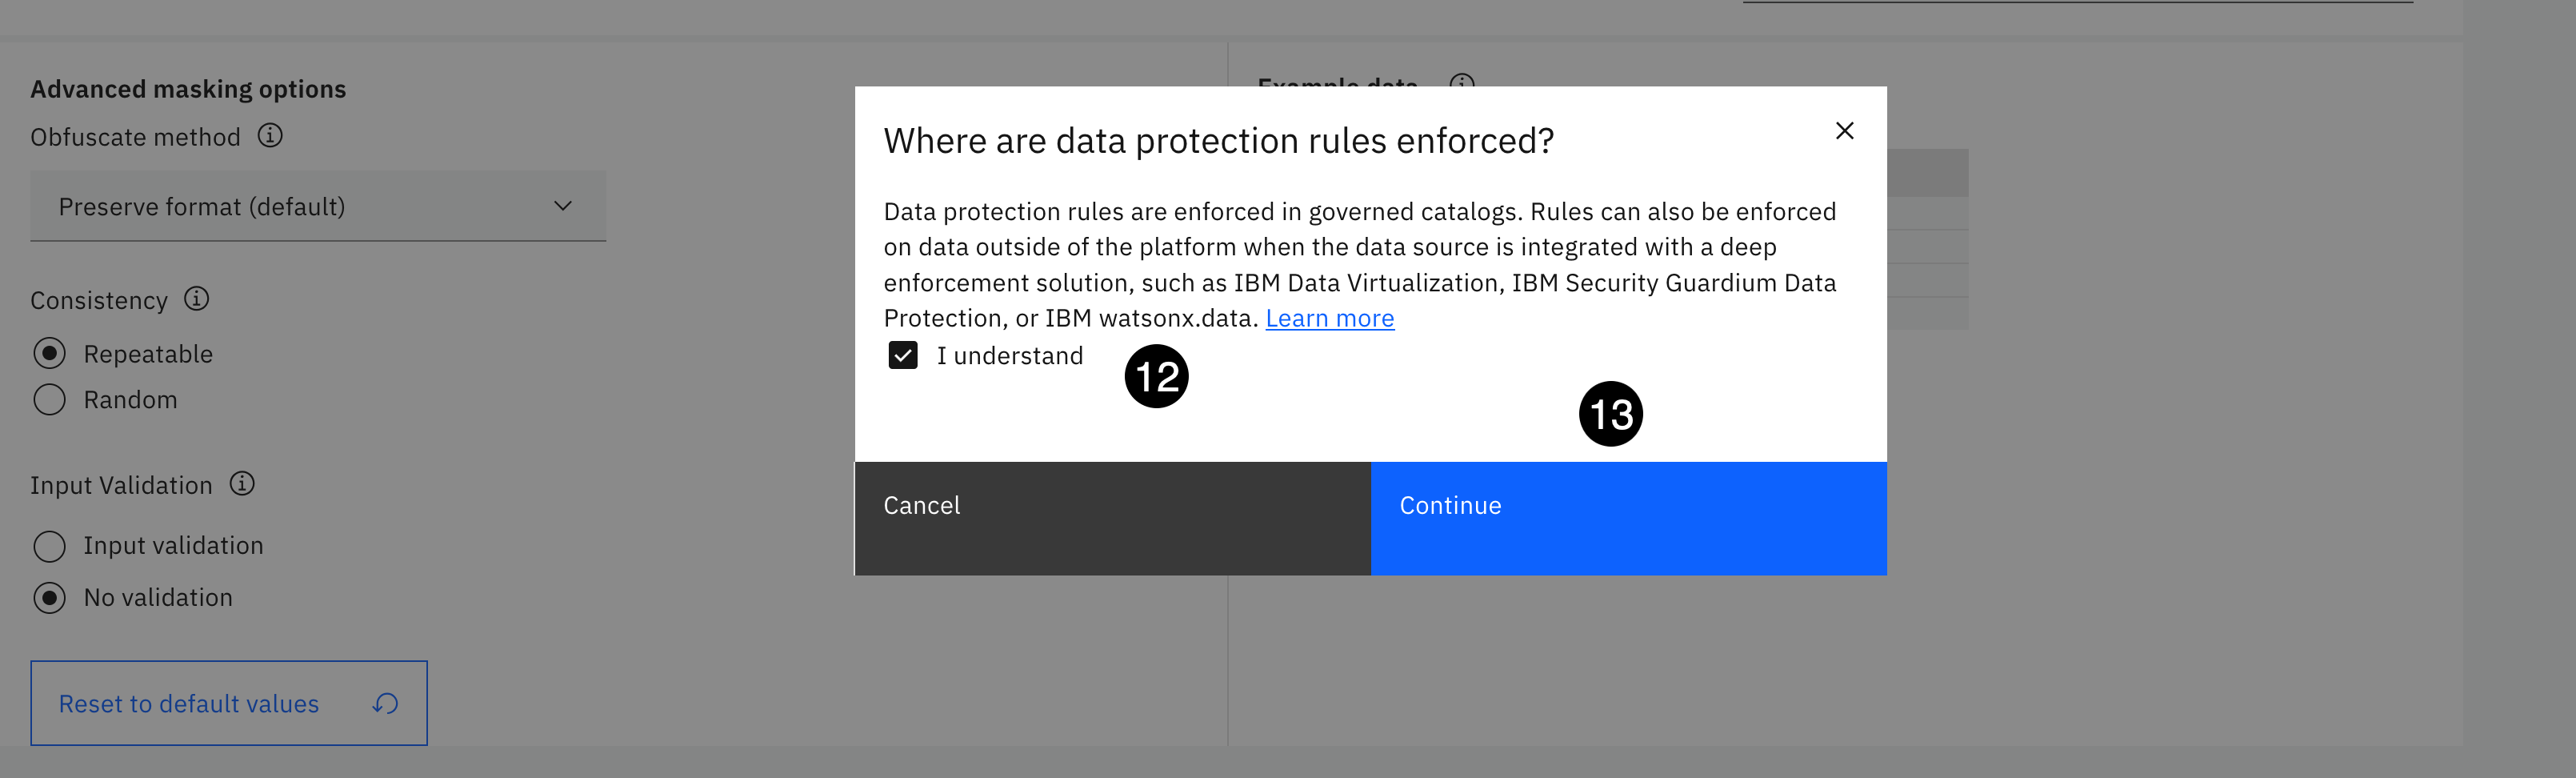 Advanced masking options
Obfuscate method
Preserve format (default)
Consistency
Repeatable
Random
Input Validation
Input validation
No validation
Reset to default values
Example data
Where are data protection rules enforced?
Data protection rules are enforced in governed catalogs. Rules can also be enforced
on data outside of the platform when the data source is integrated with a deep
enforcement solution, such as IBM Data Virtualization, IBM Security Guardium Data
Protection, or IBM watsonx.data. Learn more
I understand
12
13
Cancel
Continue